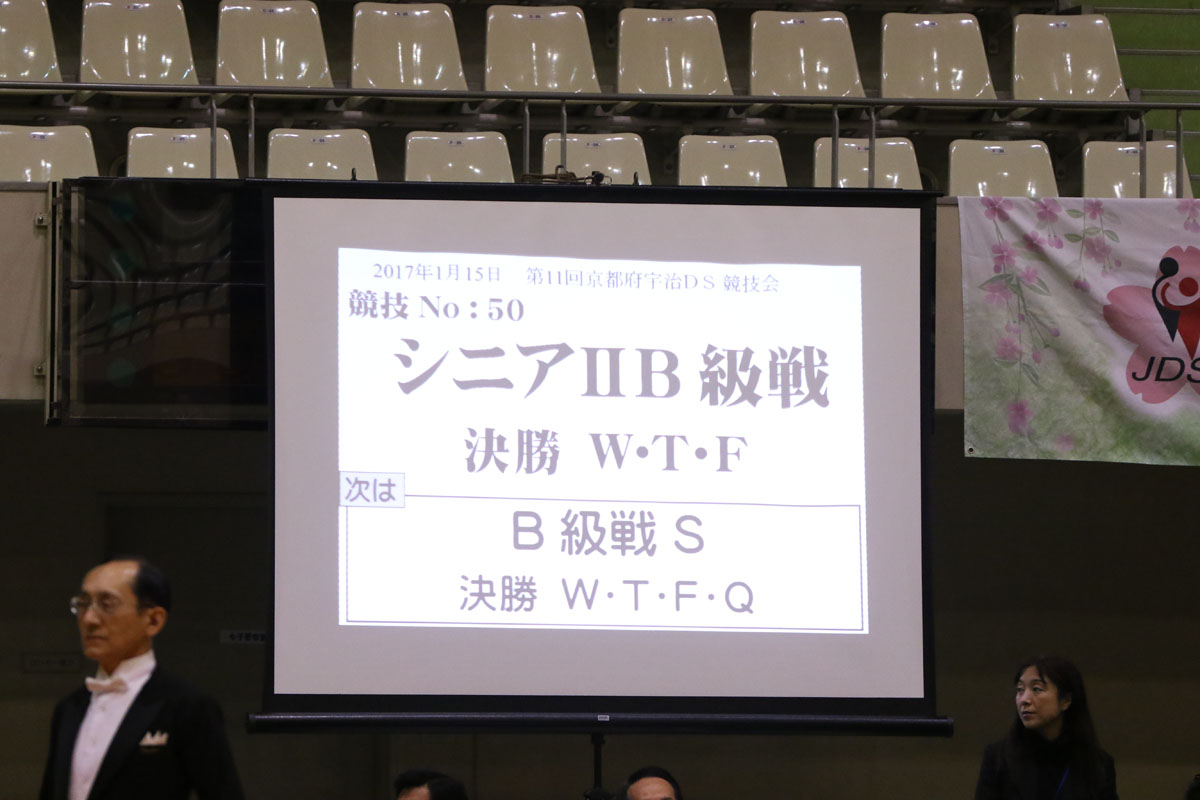 2017年1月15日 第11回京都府宇治DS 競技会
競技 No：50
シニアⅡB 級戦
決勝 W・T・F
次は
B 級戦 S
決勝 W・T・F・Q
JDS